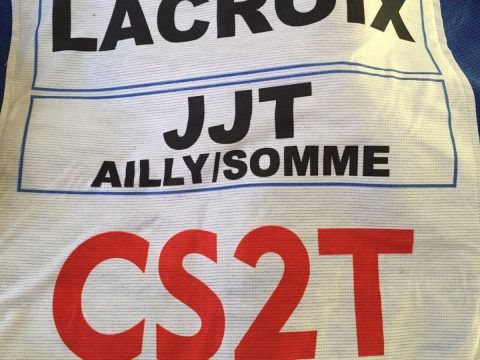 LACROIX
JJT
AILLY/SOMME
CS2T